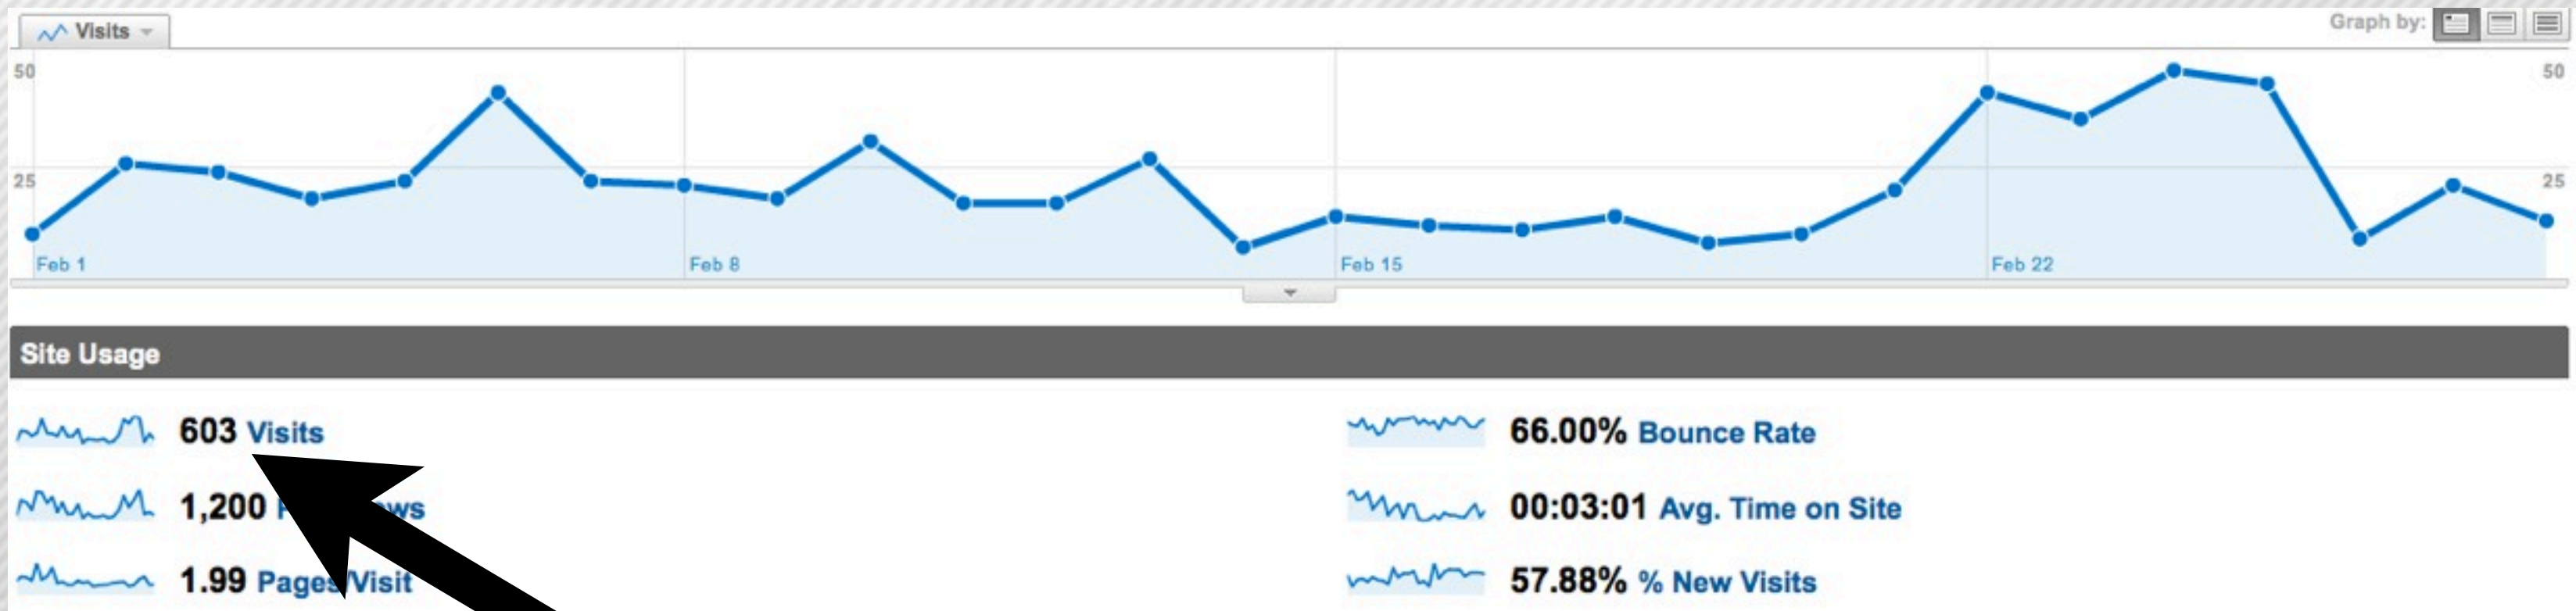 Visits
Graph by:
50 50
25 25
Feb 1 Feb 8 Feb 15 Feb 22
Site Usage
603 Visits
66.00% Bounce Rate
1,200
00:03:01 Avg. Time on Site
1.99 Pages/Visit
57.88% % New Visits